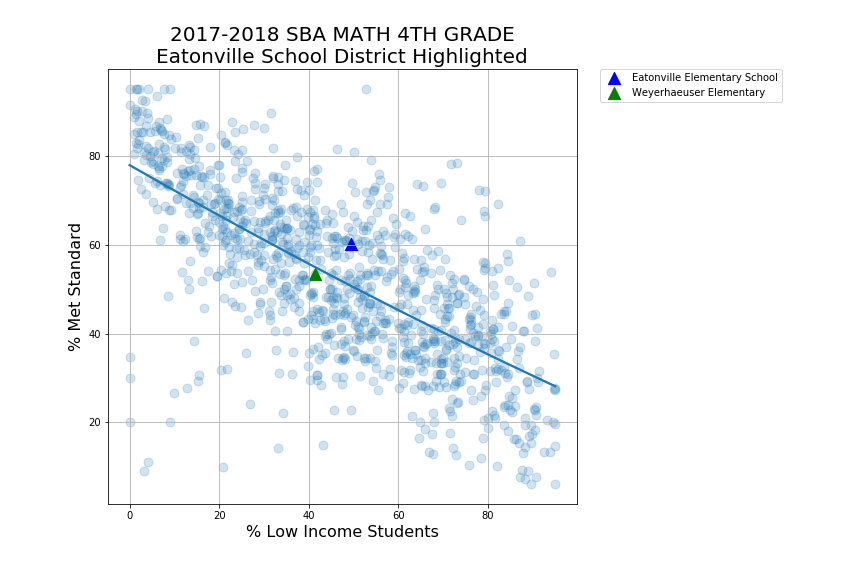 2017-2018 SBA MATH 4TH GRADE
Eatonville School District Highlighted
Eatonville Elementary School
Weyerhaeuser Elementary
% Met Standard
80
60
40
20
0
20
40
60
80
% Low Income Students